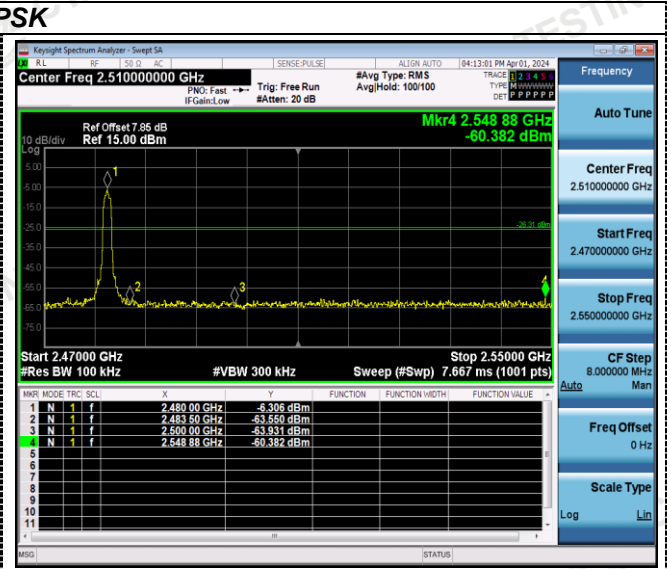 PSK
TESTING
Keysight Spectrum Analyzer - Swept SA
RL RF 50 Ω AC SENSE:PULSE ALIGN AUTO 04:13:01 PM Apr 01, 2024
Center Freq 2.510000000 GHz
PNO: Fast
IFGain:Low
Trig: Free Run
#Atten: 20 dB
#Avg Type: RMS
Avg|Hold: 100/100
TRACE 1 2 3 4 5 6
TYPE M WWWWW
DET P P P P P P
Frequency
Auto Tune
Center Freq
2.510000000 GHz
Start Freq
2.470000000 GHz
Stop Freq
2.550000000 GHz
CF Step
8.000000 MHz
Auto Man
Freq Offset
0 Hz
Scale Type
Log Lin
Ref Offset 7.85 dB
10 dB/div Ref 15.00 dBm
Log
Mkr4 2.548 88 GHz
-60.382 dBm
5.00
-5.00
-15.0
-25.0
-35.0
-45.0
-55.0
-65.0
-75.0
-26.31 dBm
1
2
3
4
Start 2.47000 GHz Stop 2.55000 GHz
#Res BW 100 kHz #VBW 300 kHz Sweep (#Swp) 7.667 ms (1001 pts)
MKR MODE TRC SCL X Y FUNCTION FUNCTION WIDTH FUNCTION VALUE
1 N 1 f 2.480 00 GHz -6.306 dBm
2 N 1 f 2.483 50 GHz -63.550 dBm
3 N 1 f 2.500 00 GHz -63.931 dBm
4 N 1 f 2.548 88 GHz -60.382 dBm
5
6
7
8
9
10
11
MSG STATUS